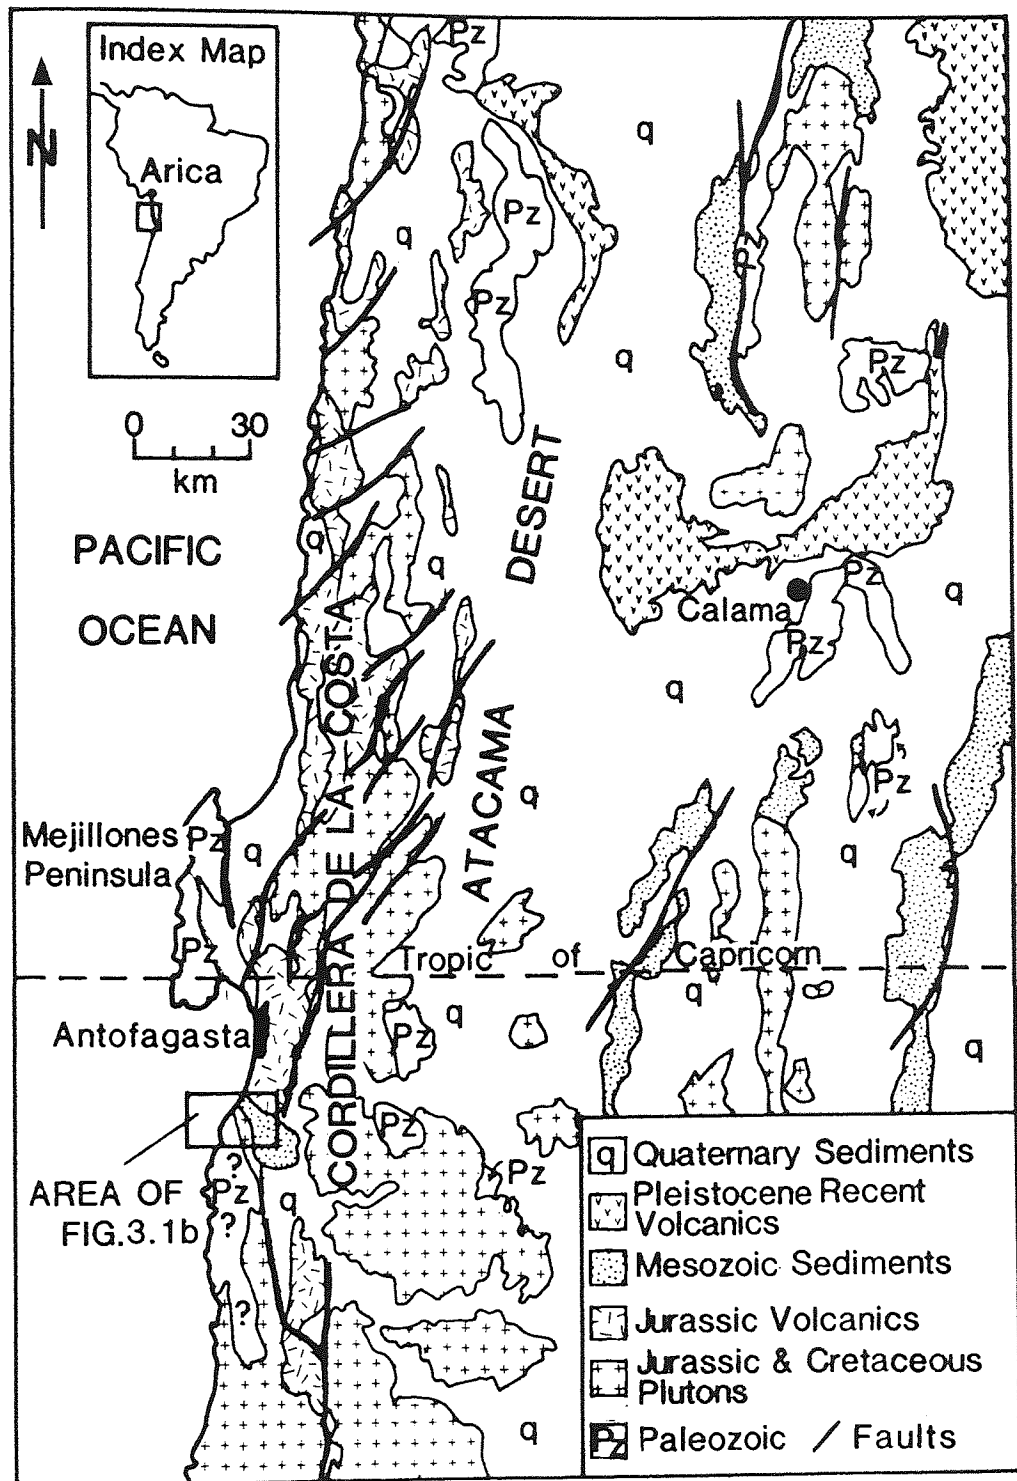 Index Map
Arica
N
0 30
km
PACIFIC
OCEAN
Pz
q
Pz
Pz
q
Pz
q
Pz
DESERT
q
q
Pz
q
Calama
Pz
q
CORDILLERA DE LA COSTA
ATACAMA
Pz
q
q
Mejillones
Peninsula
Pz
q
Pz
Tropic of Capricorn
q
q
Antofagasta
Pz
q
AREA OF
FIG.3.1b
?
Pz
?
?
q
Pz
Pz
q
q Quaternary Sediments
Pleistocene Recent
Volcanics
Mesozoic Sediments
Jurassic Volcanics
Jurassic & Cretaceous
Plutons
Pz Paleozoic / Faults